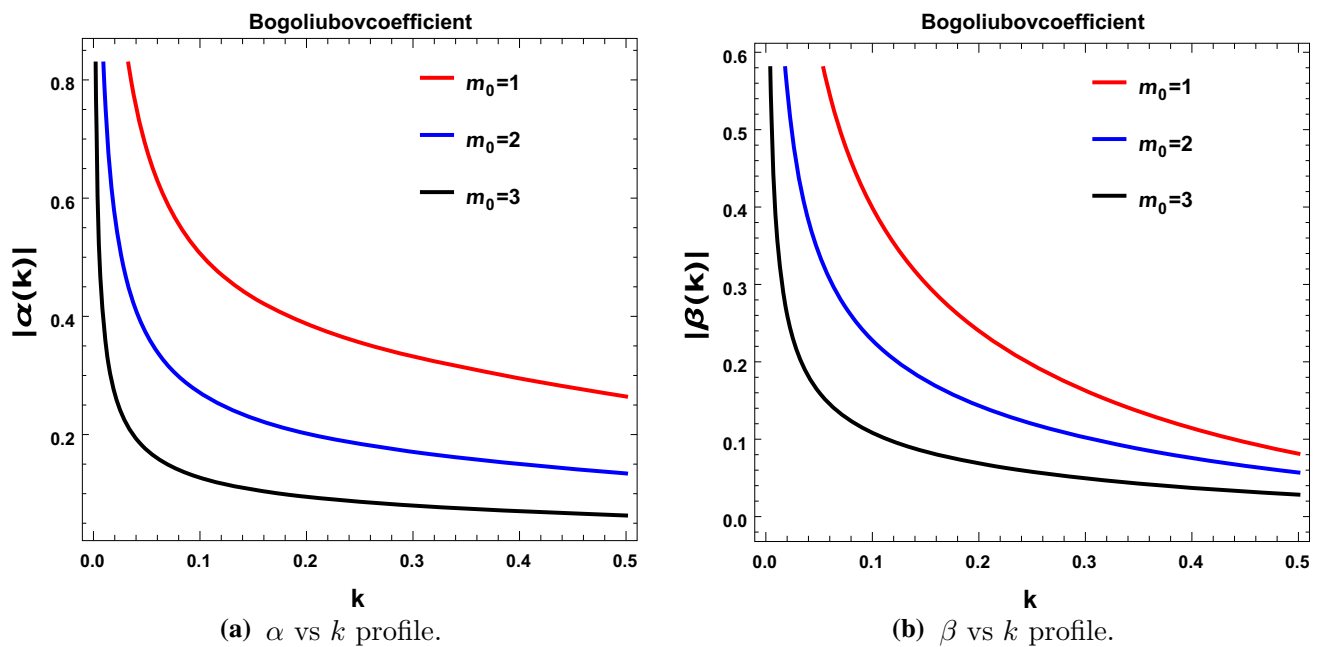 Bogoliubovcoefficient
|α(k)|
0.8
0.6
0.4
0.2
m0=1
m0=2
m0=3
0.0 0.1 0.2 0.3 0.4 0.5
k
(a) α vs k profile.
Bogoliubovcoefficient
|β(k)|
0.6
0.5
0.4
0.3
0.2
0.1
0.0
m0=1
m0=2
m0=3
0.0 0.1 0.2 0.3 0.4 0.5
k
(b) β vs k profile.